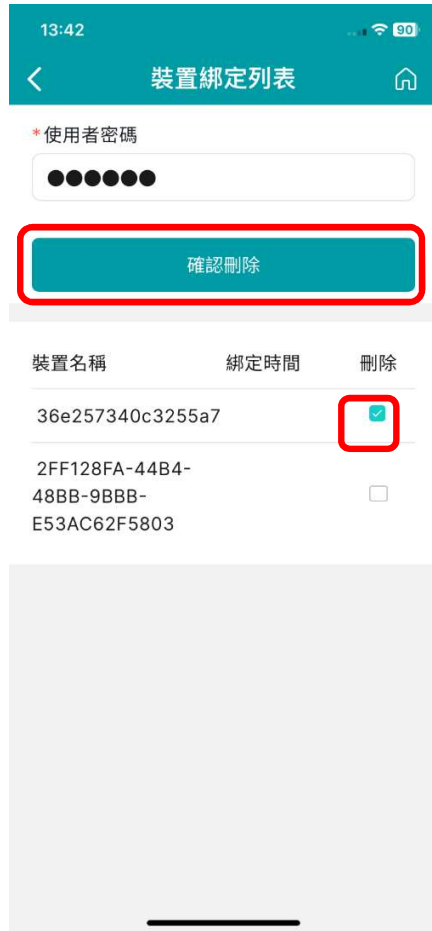 13:42
90
裝置綁定列表
*使用者密碼
●●●●●●
確認刪除
裝置名稱 綁定時間 刪除
36e257340c3255a7
2FF128FA-44B4-
48BB-9BBB-
E53AC62F5803